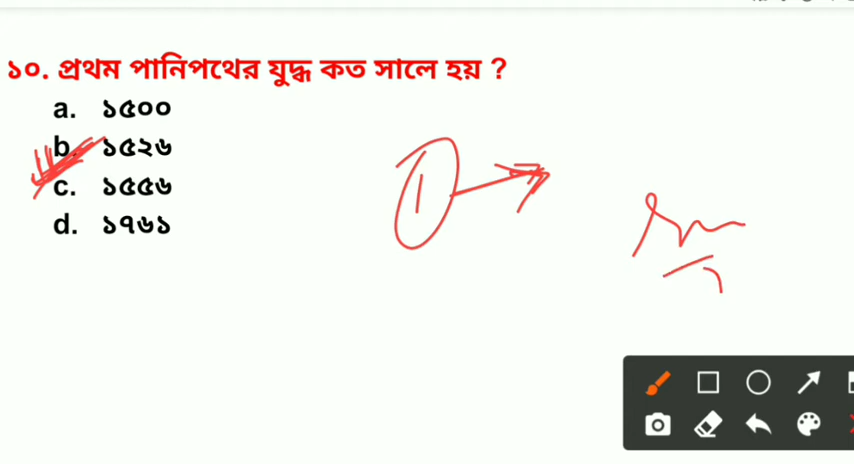 ১০. প্রথম পানিপথের যুদ্ধ কত সালে হয় ?
a. ১৫০০
b. ১৫২৬
c. ১৫৫৬
d. ১৭৬১